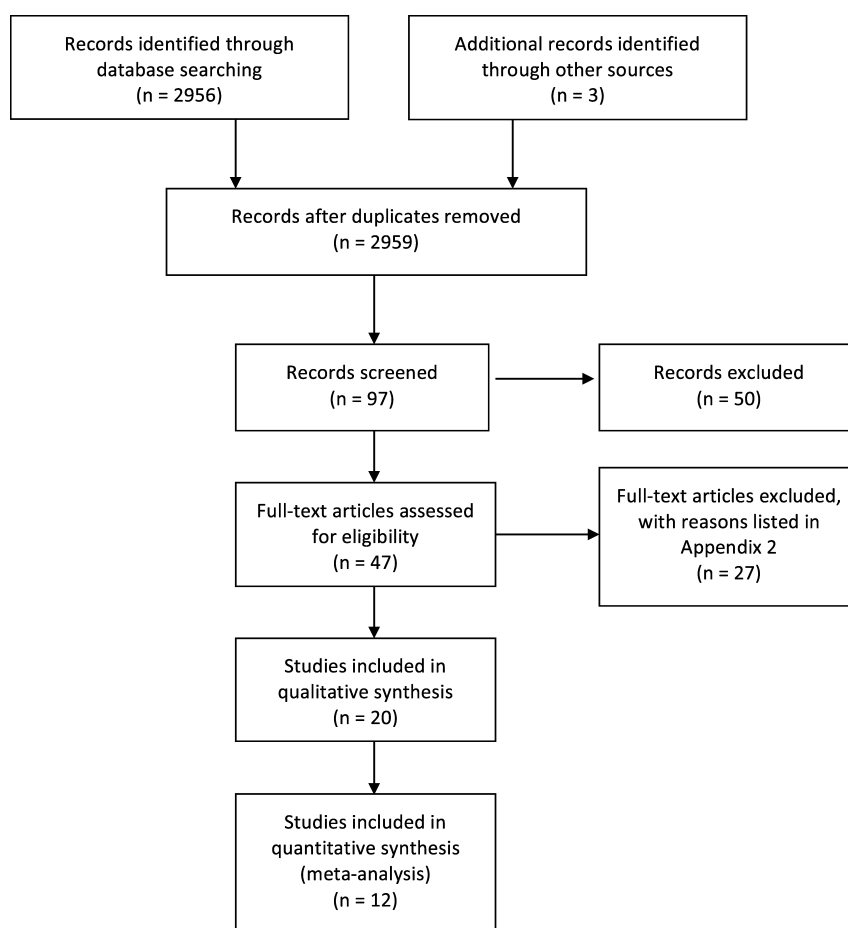 Records identified through
database searching
(n = 2956)
Additional records identified
through other sources
(n = 3)
Records after duplicates removed
(n = 2959)
Records screened
(n = 97)
Records excluded
(n = 50)
Full-text articles assessed
for eligibility
(n = 47)
Full-text articles excluded,
with reasons listed in
Appendix 2
(n = 27)
Studies included in
qualitative synthesis
(n = 20)
Studies included in
quantitative synthesis
(meta-analysis)
(n = 12)